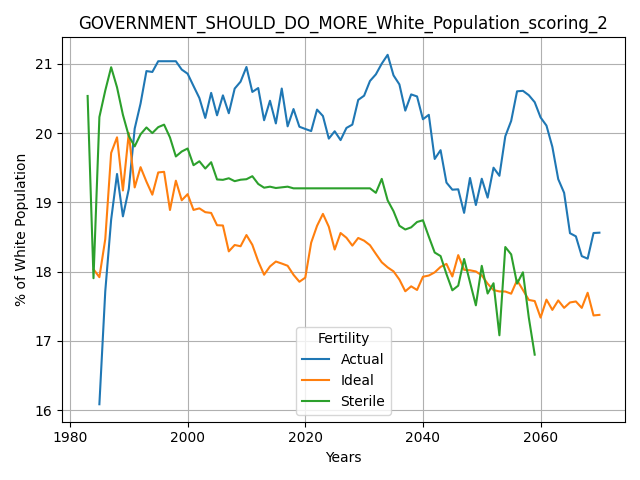 GOVERNMENT_SHOULD_DO_MORE_White_Population_scoring_2
% of White Population
21
20
19
18
17
16
1980
2000
2020
2040
2060
Years
Fertility
Actual
Ideal
Sterile